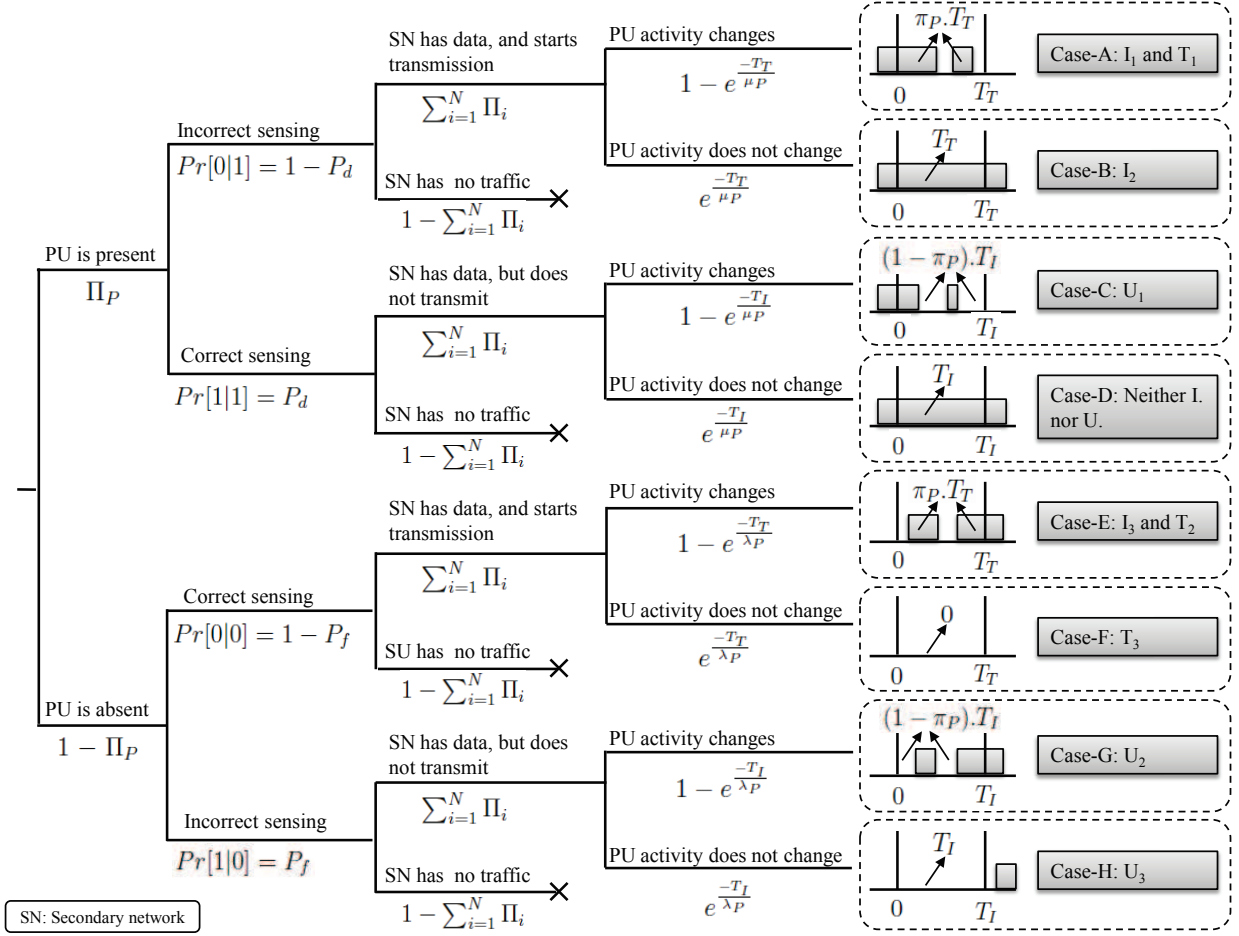 SN has data, and starts
transmission
PU activity changes
π_P.T_T
Case-A: I₁ and T₁
∑_{i=1}^{N} Π_i
1 − e^{−T_T/μ_P}
0 T_T
Incorrect sensing
Pr[0|1] = 1 − P_d
PU activity does not change
T_T
Case-B: I₂
SN has no traffic
e^{−T_T/μ_P}
1 − ∑_{i=1}^{N} Π_i
0 T_T
PU is present
Π_P
SN has data, but does
not transmit
PU activity changes
(1 − π_P).T_I
Case-C: U₁
∑_{i=1}^{N} Π_i
1 − e^{−T_I/μ_P}
0 T_I
Correct sensing
Pr[1|1] = P_d
PU activity does not change
T_I
Case-D: Neither I.
nor U.
SN has no traffic
e^{−T_I/μ_P}
1 − ∑_{i=1}^{N} Π_i
0 T_I
SN has data, and starts
transmission
PU activity changes
π_P.T_T
Case-E: I₃ and T₂
∑_{i=1}^{N} Π_i
1 − e^{−T_T/λ_P}
0 T_T
Correct sensing
Pr[0|0] = 1 − P_f
PU activity does not change
0
Case-F: T₃
SU has no traffic
e^{−T_T/λ_P}
1 − ∑_{i=1}^{N} Π_i
0 T_T
PU is absent
1 − Π_P
SN has data, but does
not transmit
PU activity changes
(1 − π_P).T_I
Case-G: U₂
∑_{i=1}^{N} Π_i
1 − e^{−T_I/λ_P}
0 T_I
Incorrect sensing
Pr[1|0] = P_f
PU activity does not change
T_I
Case-H: U₃
SN has no traffic
e^{−T_I/λ_P}
1 − ∑_{i=1}^{N} Π_i
0 T_I
SN: Secondary network